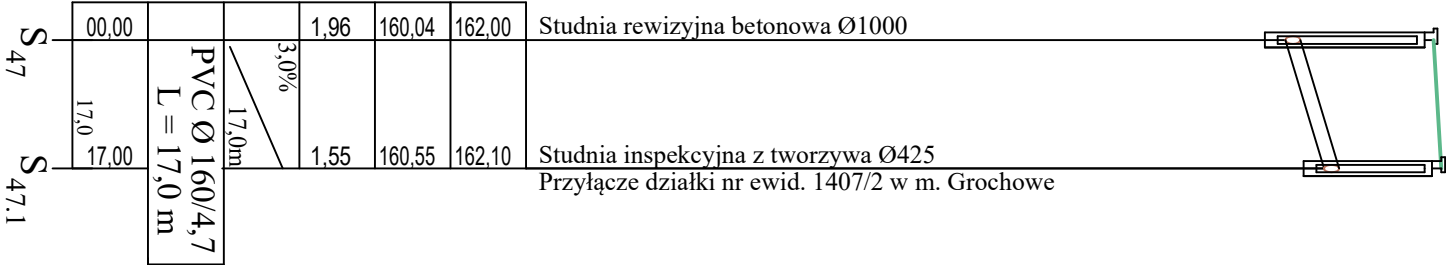 S 47
00,00
1,96
160,04
162,00
Studnia rewizyjna betonowa Ø1000
17,0
PVC Ø 160/4,7
L = 17,0 m
3,0%
17,0m
S 47.1
17,00
1,55
160,55
162,10
Studnia inspekcyjna z tworzywa Ø425
Przyłącze działki nr ewid. 1407/2 w m. Grochowe